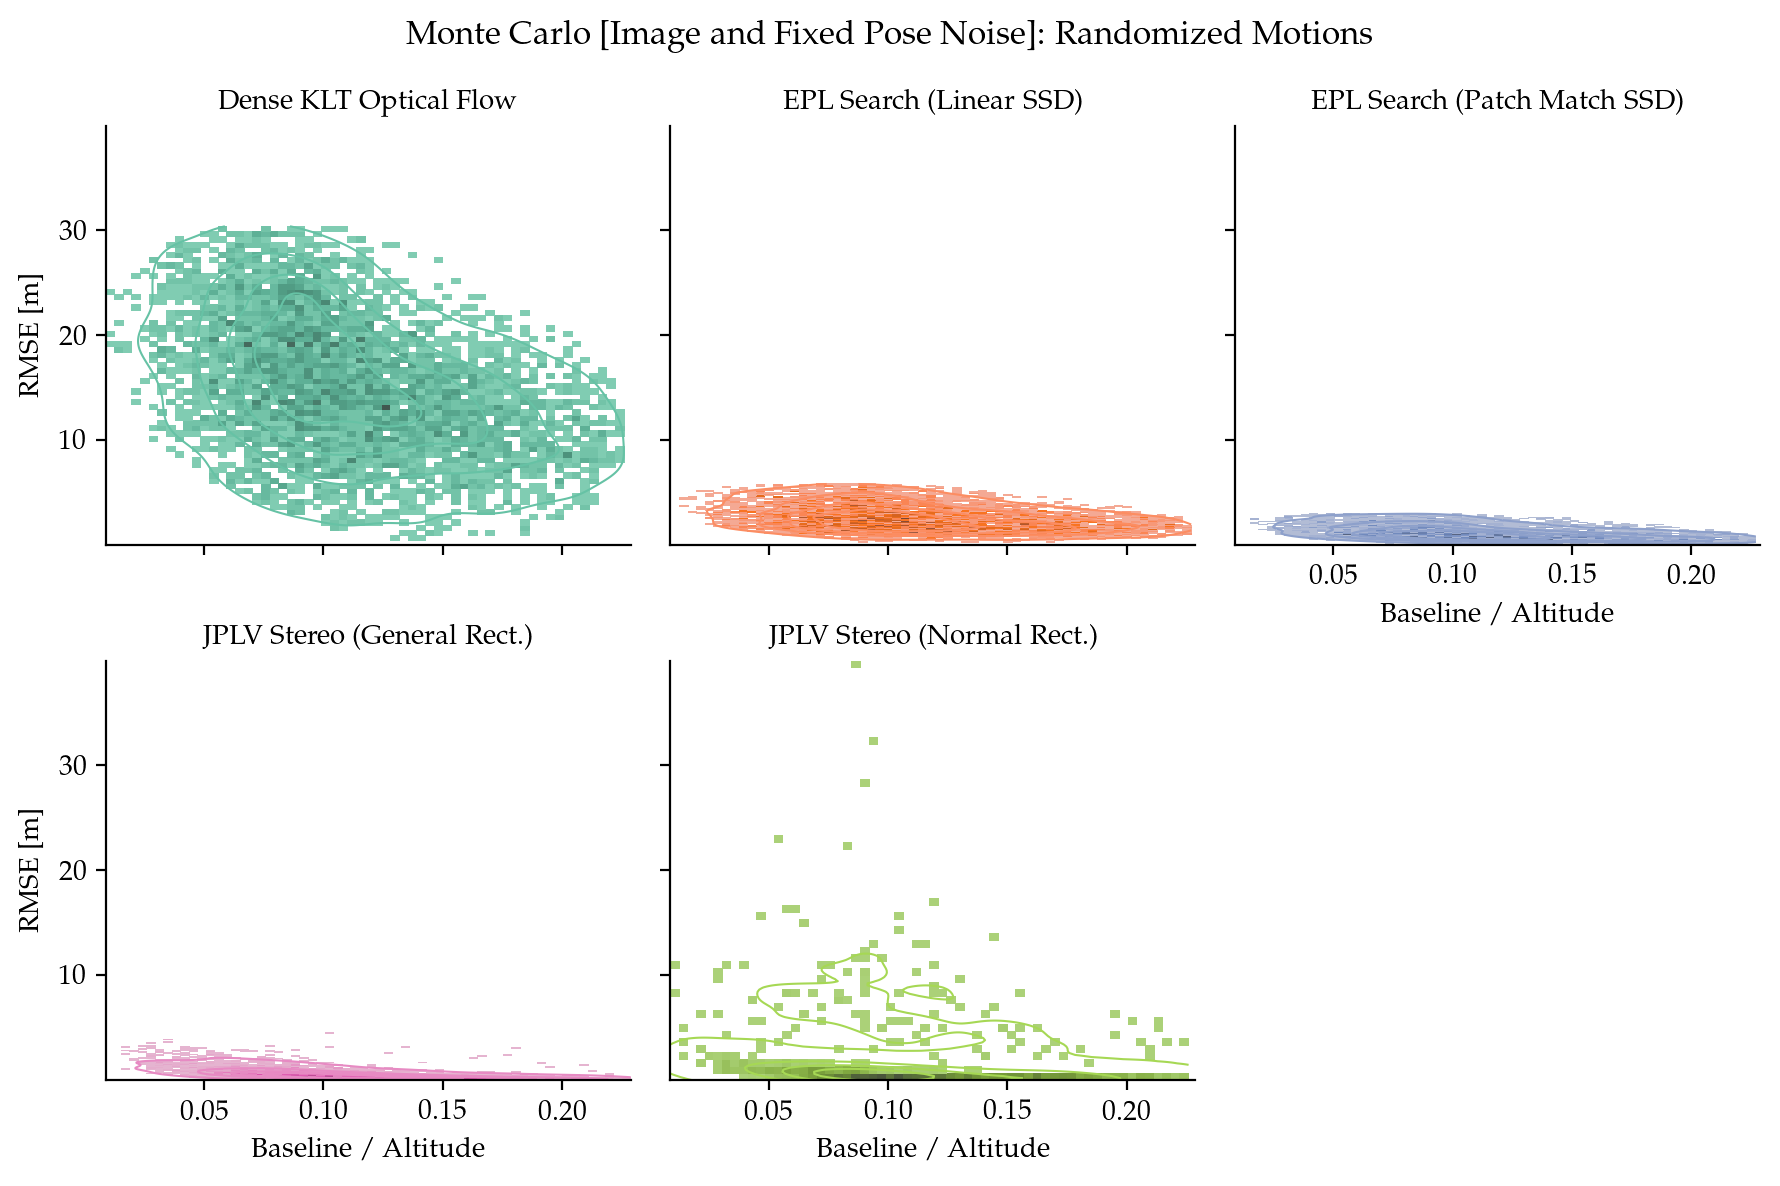 Monte Carlo [Image and Fixed Pose Noise]: Randomized Motions
Dense KLT Optical Flow
EPL Search (Linear SSD)
EPL Search (Patch Match SSD)
30
20
10
RMSE [m]
0.05 0.10 0.15 0.20
Baseline / Altitude
JPLV Stereo (General Rect.)
JPLV Stereo (Normal Rect.)
30
20
10
RMSE [m]
0.05 0.10 0.15 0.20
0.05 0.10 0.15 0.20
Baseline / Altitude
Baseline / Altitude